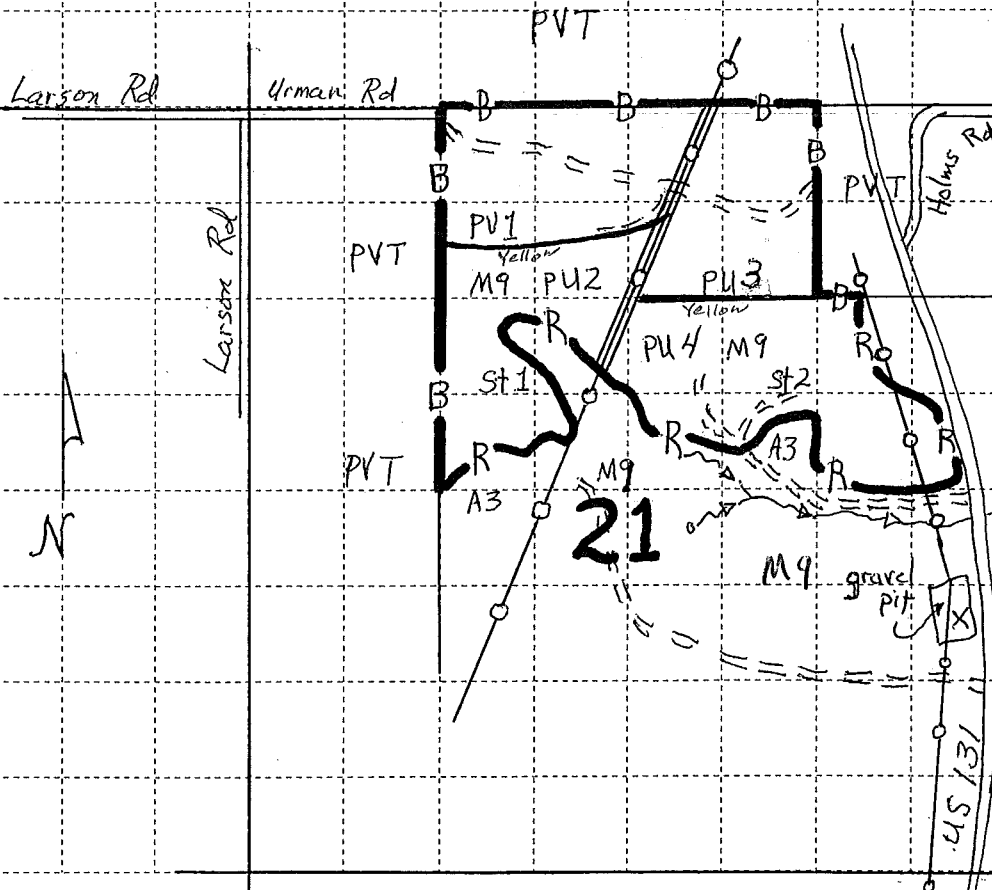 PVT
Larson Rd
Urman Rd
B
B
B
B
B
PVT
Holms Rd
Larson Rd
PV1
Yellow
PVT
M9
PU2
PU3
Yellow
B
R
PU4
M9
R
St1
St2
B
R
R
A3
R
PVT
R
A3
M9
N
21
M9
grave
pit
X
US 131